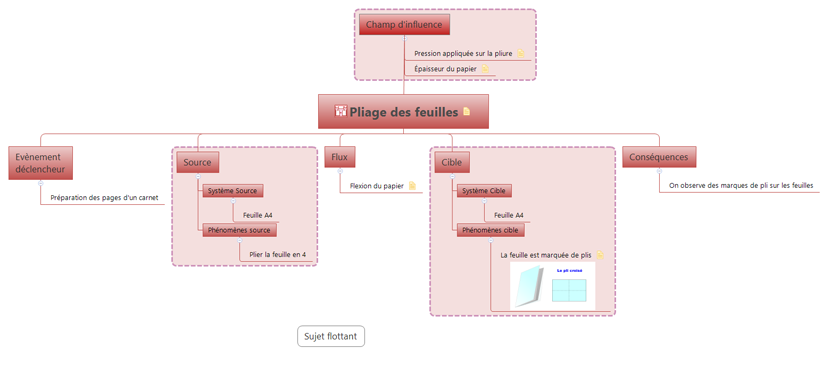 Champ d'influence
Pression appliquée sur la pliure
Épaisseur du papier
Pliage des feuilles
Evènement
déclencheur
Préparation des pages d'un carnet
Source
Système Source
Feuille A4
Phénomènes source
Plier la feuille en 4
Flux
Flexion du papier
Cible
Système Cible
Feuille A4
Phénomènes cible
La feuille est marquée de plis
Le pli croisé
Conséquences
On observe des marques de pli sur les feuilles
Sujet flottant